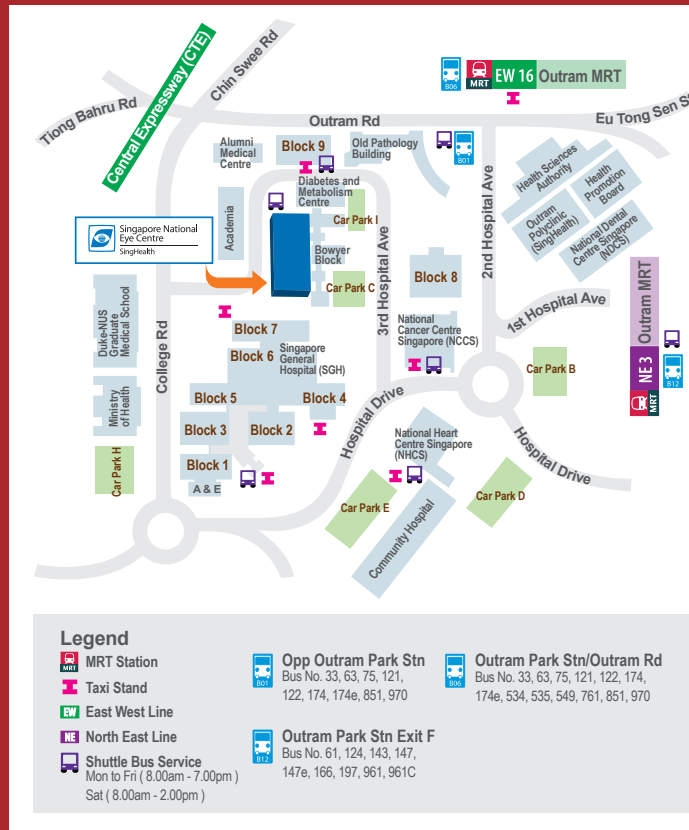 Central Expressway (CTE)
Chin Swee Rd
Tiong Bahru Rd
B06
MRT
EW 16
Outram MRT
Outram Rd
Eu Tong Sen St
Alumni
Medical
Centre
Block 9
Old Pathology
Building
B01
2nd Hospital Ave
Health Sciences
Authority
Health
Promotion
Board
Outram
Polyclinic
(SingHealth)
National Dental
Centre Singapore
(NDCS)
Diabetes and
Metabolism
Centre
Car Park I
Academia
Singapore National
Eye Centre
SingHealth
Bowyer
Block
Car Park C
3rd Hospital Ave
Block 8
Outram MRT
NE3
B12
MRT
1st Hospital Ave
Duke-NUS
Graduate
Medical School
College Rd
Block 7
Block 6
Singapore
General
Hospital (SGH)
National
Cancer Centre
Singapore (NCCS)
Car Park B
Ministry
of Health
Block 5
Block 4
Hospital Drive
Block 3
Block 2
National Heart
Centre Singapore
(NHCS)
Hospital Drive
Car Park H
Block 1
A & E
Car Park E
Car Park D
Community Hospital
Legend
MRT
MRT Station
Taxi Stand
EW
East West Line
NE
North East Line
Shuttle Bus Service
Mon to Fri ( 8.00am - 7.00pm )
Sat ( 8.00am - 2.00pm )
B01
Opp Outram Park Stn
Bus No. 33, 63, 75, 121,
122, 174, 174e, 851, 970
B12
Outram Park Stn Exit F
Bus No. 61, 124, 143, 147,
147e, 166, 197, 961, 961C
B06
Outram Park Stn/Outram Rd
Bus No. 33, 63, 75, 121, 122, 174,
174e, 534, 535, 549, 761, 851, 970